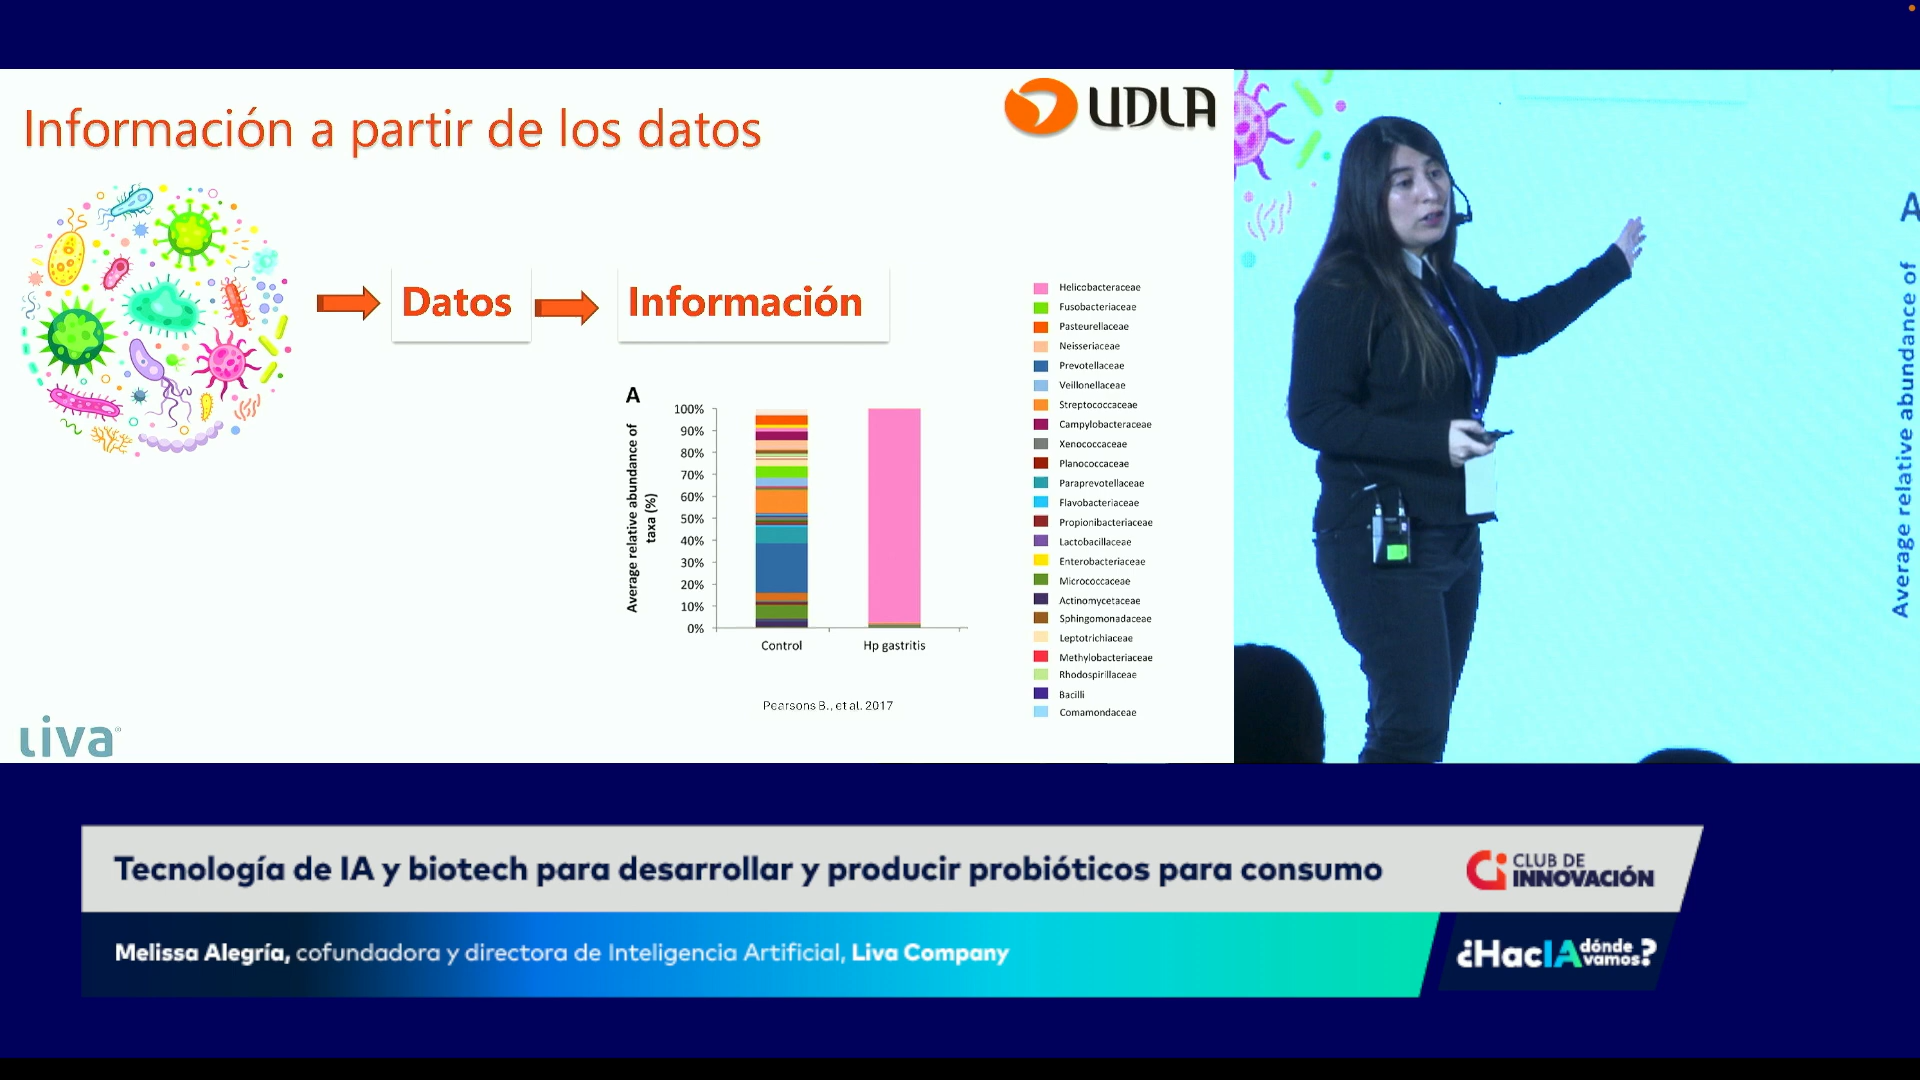 Información a partir de los datos
UDLA
Datos
Información
A
Average relative abundance of
taxa (%)
100%
90%
80%
70%
60%
50%
40%
30%
20%
10%
0%
Control
Hp gastritis
Pearsons B., et al. 2017
Helicobacteraceae
Fusobacteriaceae
Pasteurellaceae
Neisseriaceae
Prevotellaceae
Veillonellaceae
Streptococcaceae
Campylobacteraceae
Xenococcaceae
Planococcaceae
Paraprevotellaceae
Flavobacteriaceae
Propionibacteriaceae
Lactobacillaceae
Enterobacteriaceae
Micrococcaceae
Actinomycetaceae
Sphingomonadaceae
Leptotrichiaceae
Methylobacteriaceae
Rhodospirillaceae
Bacilli
Comamondaceae
Liva
A
Average relative abundance of
Tecnología de IA y biotech para desarrollar y producir probióticos para consumo
CLUB DE
INNOVACIÓN
Melissa Alegría, cofundadora y directora de Inteligencia Artificial, Liva Company
¿HacIA dónde vamos?